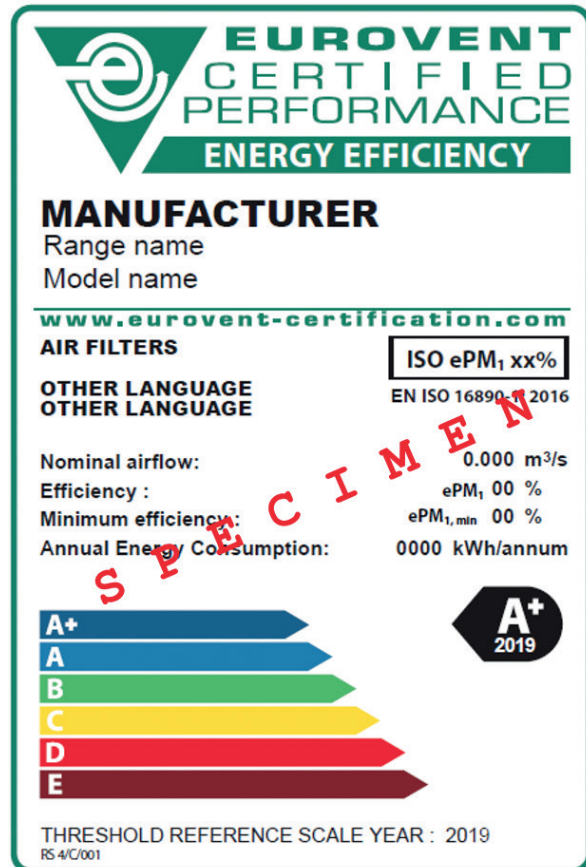 e
EUROVENT
CERTIFIED
PERFORMANCE
ENERGY EFFICIENCY
MANUFACTURER
Range name
Model name
www.eurovent-certification.com
AIR FILTERS
ISO ePM₁ xx%
OTHER LANGUAGE
OTHER LANGUAGE
EN ISO 16890-1: 2016
Nominal airflow: 0.000 m³/s
Efficiency : ePM₁ 00 %
Minimum efficiency : ePM₁,min 00 %
Annual Energy Consumption: 0000 kWh/annum
SPECIMEN
A+
A
B
C
D
E
A+
2019
THRESHOLD REFERENCE SCALE YEAR : 2019
RS 4/C/001